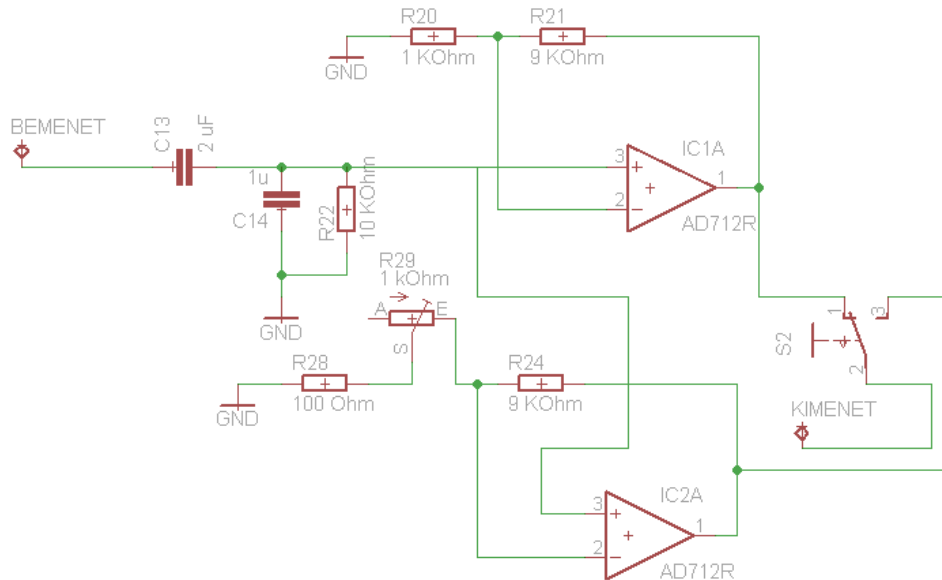 R20
1 KOhm
GND
R21
9 KOhm
BEMENET
C13
2 uF
1u
C14
R22
10 KOhm
GND
3
2
1
IC1A
AD712R
R29
1 kOhm
A
E
S
R28
100 Ohm
GND
R24
9 KOhm
S2
1
3
2
KIMENET
3
2
1
IC2A
AD712R